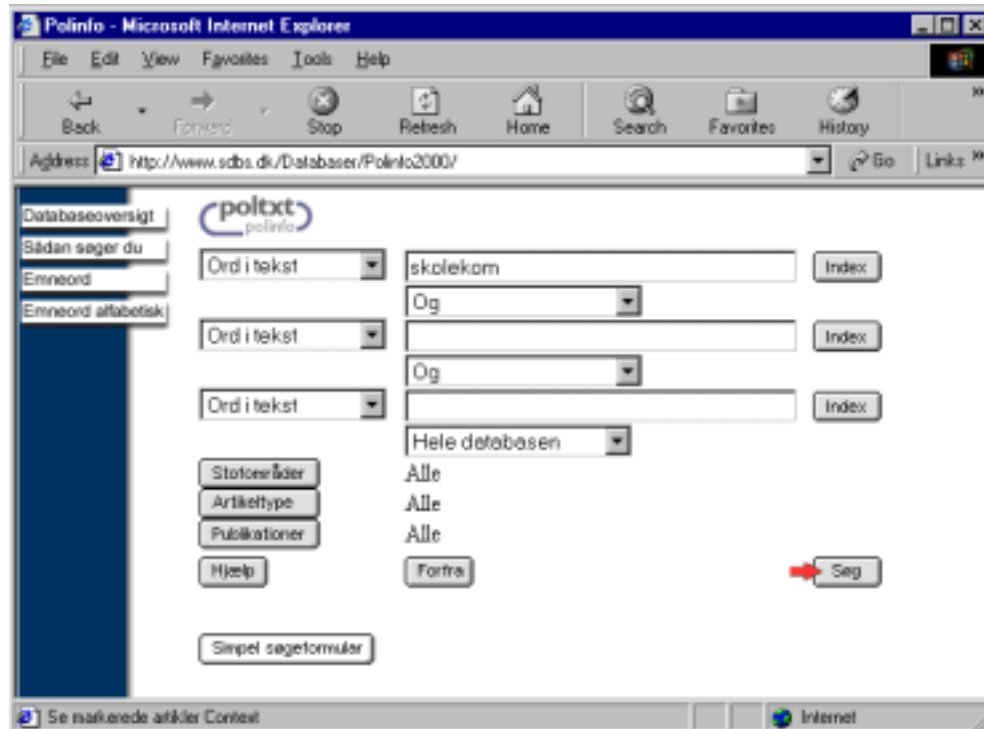 Polinfo - Microsoft Internet Explorer
File Edit View Favorites Tools Help
Back Forward Stop Refresh Home Search Favorites History »
Address http://www.sdbs.dk/Databaser/Polinfo2000/ Go Links »
Databaseoversigt
Sådan søger du
Emneord
Emneord alfabetisk
poltxt
polinfo
Ord i tekst skolekom Index
Og
Ord i tekst Index
Og
Ord i tekst Index
Hele databasen
Stofområder Alle
Artikeltype Alle
Publikationer Alle
Hjælp Forfra Søg
Simpel søgeformular
Se markerede artikler Context Internet